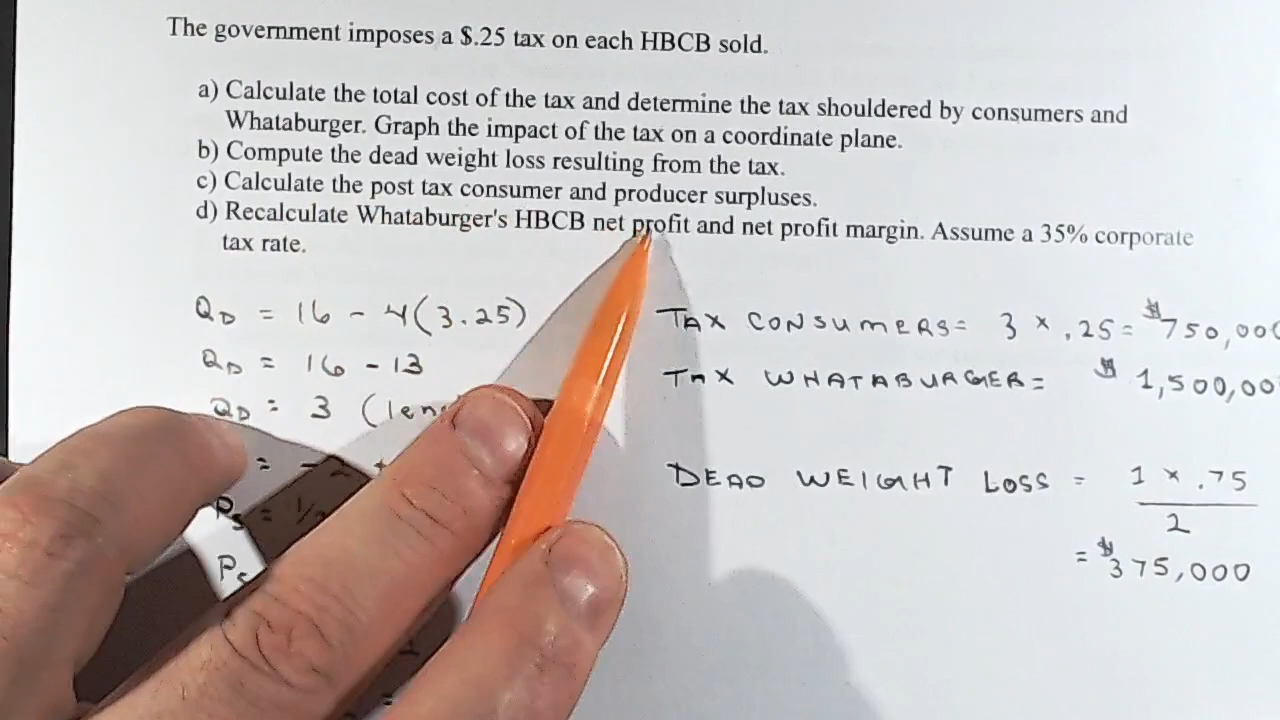 The government imposes a $.25 tax on each HBCB sold.
a) Calculate the total cost of the tax and determine the tax shouldered by consumers and
Whataburger. Graph the impact of the tax on a coordinate plane.
b) Compute the dead weight loss resulting from the tax.
c) Calculate the post tax consumer and producer surpluses.
d) Recalculate Whataburger's HBCB net profit and net profit margin. Assume a 35% corporate
tax rate.
QD = 16 - 4(3.25)
QD = 16 - 13
QD = 3
PS =
PS
TAX CONSUMERS = 3 × .25 = $750,000
TAX WHATABURGER = $1,500,00
DEAD WEIGHT LOSS = 1 × .75
2
= $375,000